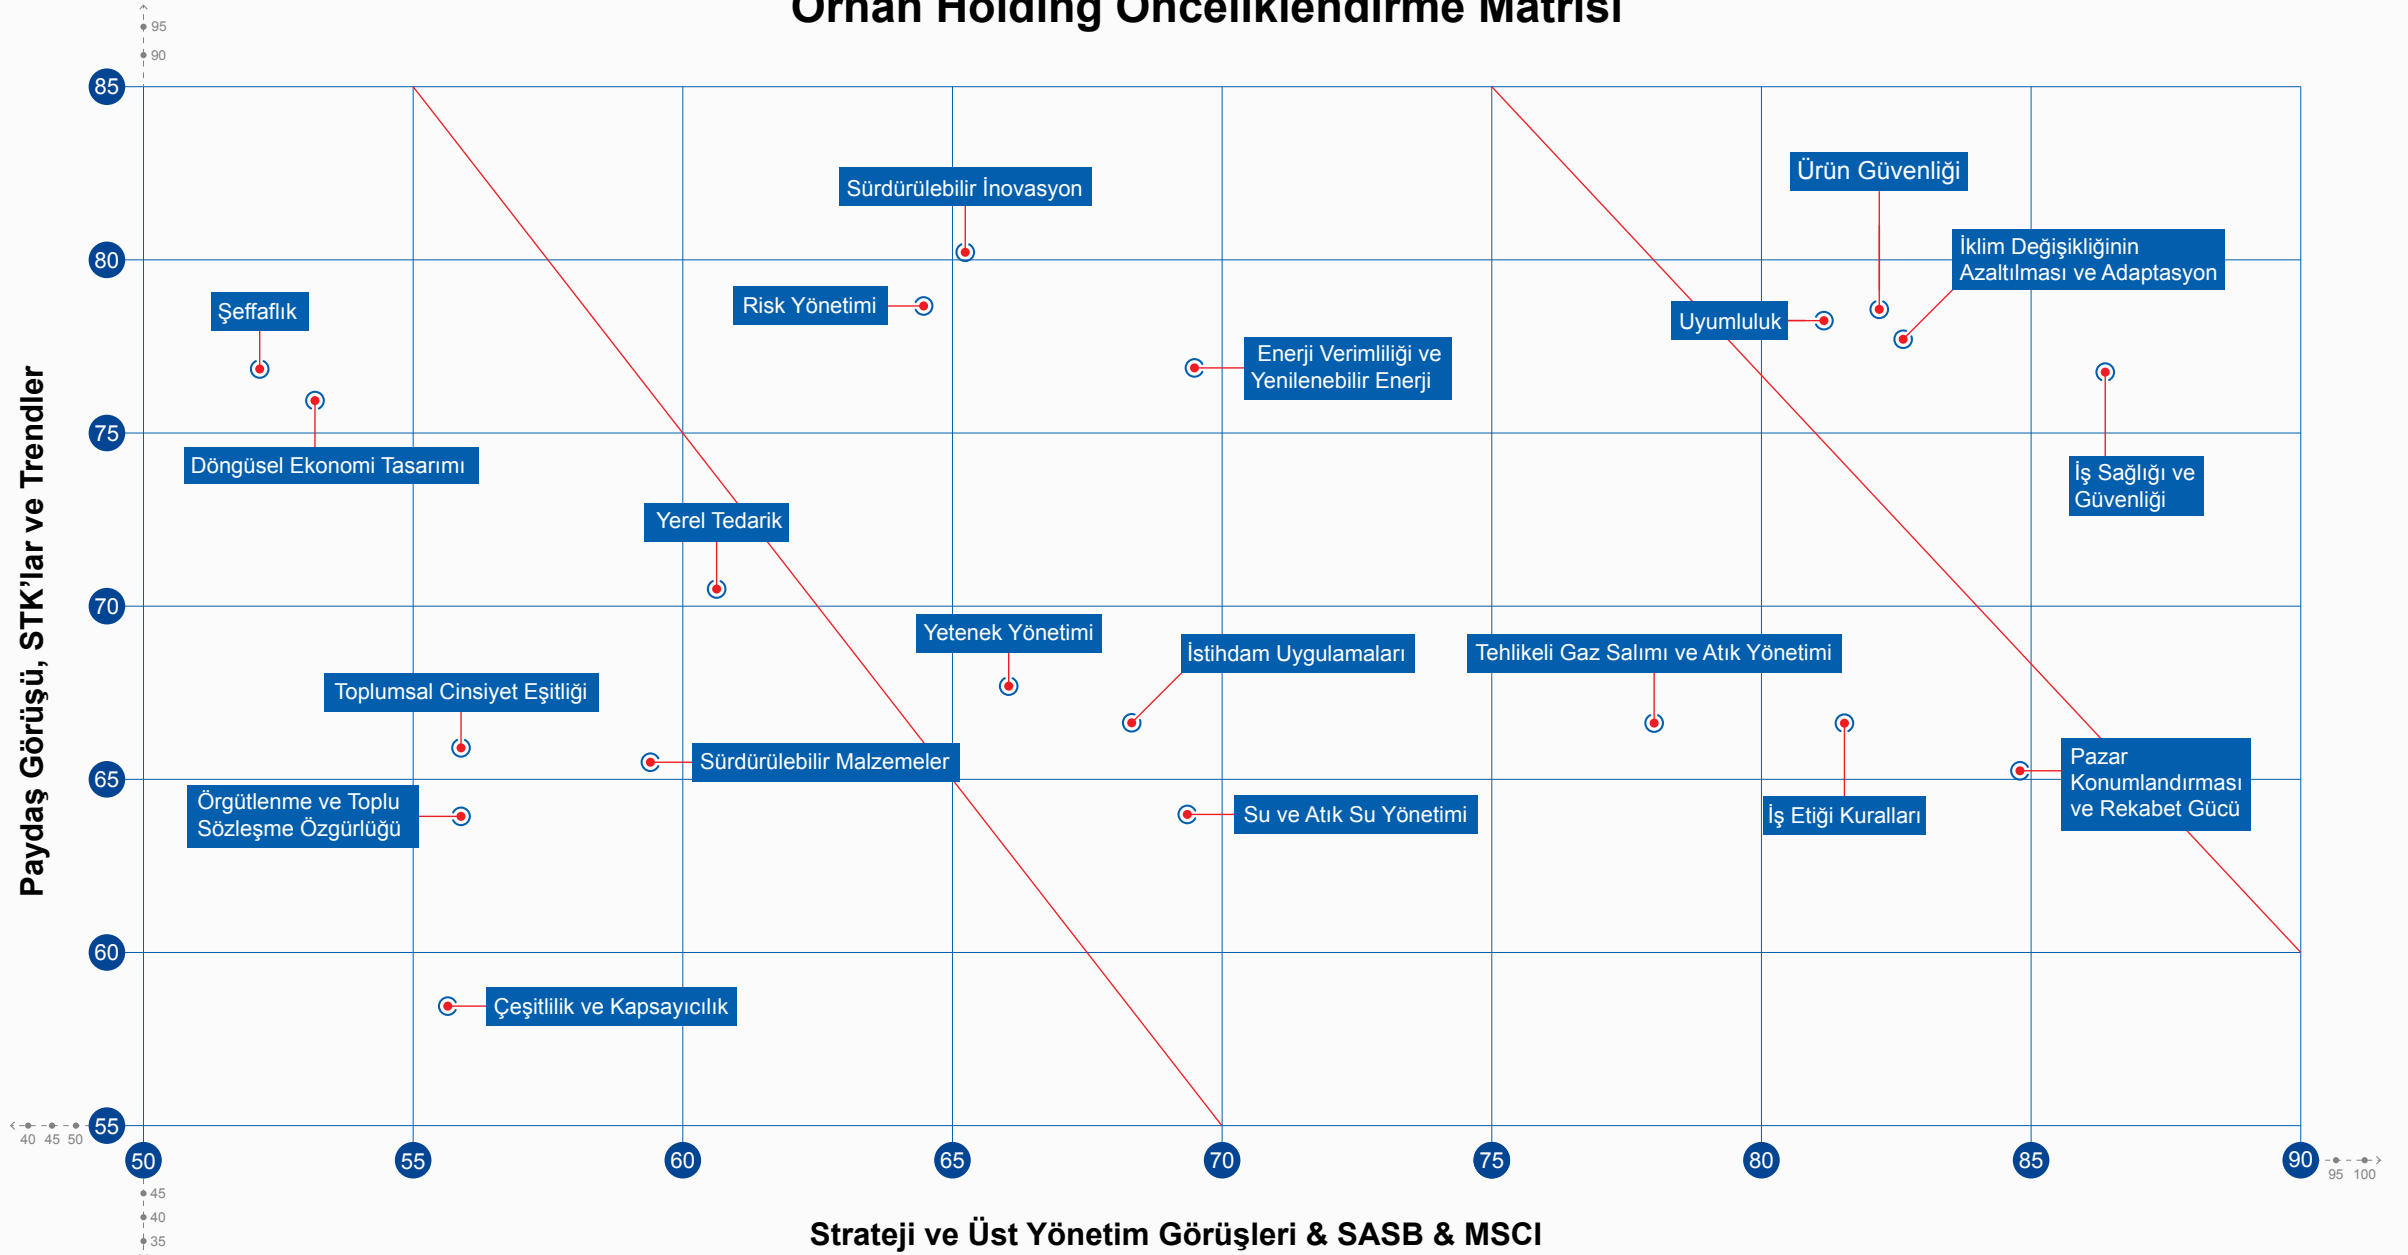 Orhan Holding Önceliklendirme Matrisi
95
90
85
80
75
70
65
60
55
Paydaş Görüşü, STK'lar ve Trendler
Sürdürülebilir İnovasyon
Ürün Güvenliği
İklim Değişikliğinin
Azaltılması ve Adaptasyon
Şeffaflık
Risk Yönetimi
Uyumluluk
Enerji Verimliliği ve
Yenilenebilir Enerji
Döngüsel Ekonomi Tasarımı
İş Sağlığı ve
Güvenliği
Yerel Tedarik
Yetenek Yönetimi
İstihdam Uygulamaları
Tehlikeli Gaz Salımı ve Atık Yönetimi
Toplumsal Cinsiyet Eşitliği
Sürdürülebilir Malzemeler
Pazar
Konumlandırması
ve Rekabet Gücü
Örgütlenme ve Toplu
Sözleşme Özgürlüğü
Su ve Atık Su Yönetimi
İş Etiği Kuralları
Çeşitlilik ve Kapsayıcılık
40 45 50
50 55 60 65 70 75 80 85 90
95 100
45
40
35
Strateji ve Üst Yönetim Görüşleri & SASB & MSCI